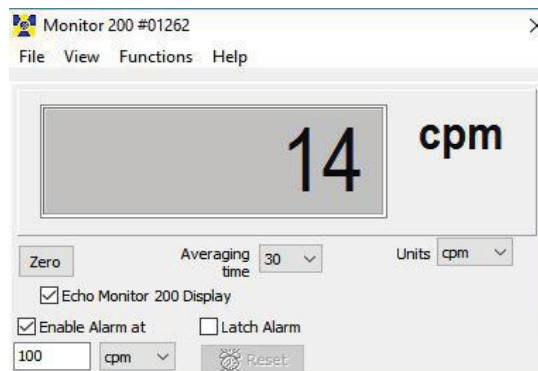 Monitor 200 #01262
File View Functions Help
14 cpm
Zero Averaging time 30 Units cpm
Echo Monitor 200 Display
Enable Alarm at Latch Alarm
100 cpm Reset